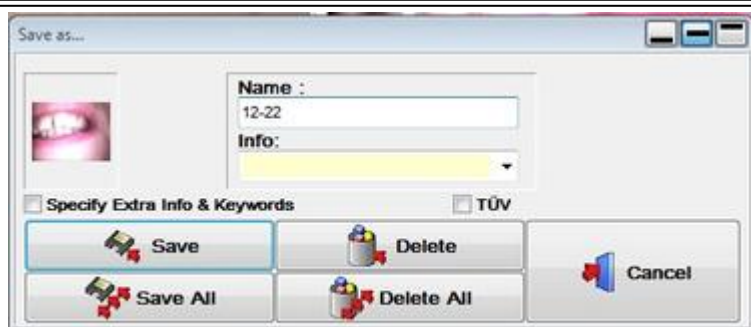 Save as...
Name :
12-22
Info:
Specify Extra Info & Keywords
TÜV
Save
Delete
Cancel
Save All
Delete All